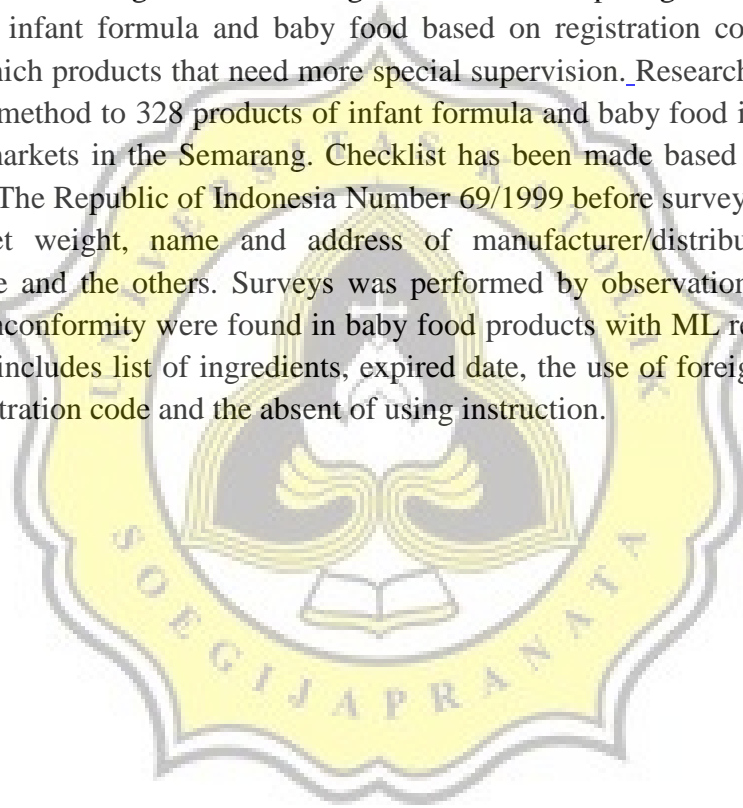 infant formula and baby food based on registration co
hich products that need more special supervision. Research
method to 328 products of infant formula and baby food i
narkets in the Semarang. Checklist has been made based
The Republic of Indonesia Number 69/1999 before survey
et weight, name and address of manufacturer/distribu
e and the others. Surveys was performed by observation
nconformity were found in baby food products with ML re
includes list of ingredients, expired date, the use of foreig
tration code and the absent of using instruction.
UNIVERSITAS KATOLIK
SOEGIJAPRANATA